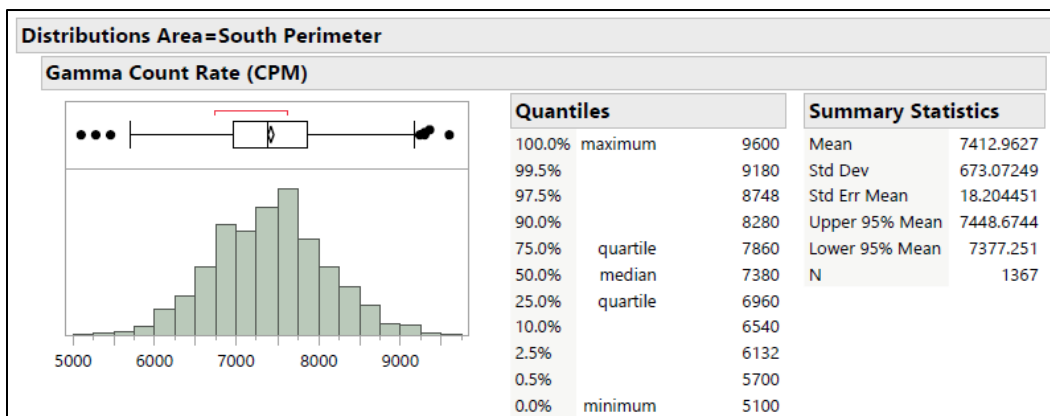 Distributions Area=South Perimeter
Gamma Count Rate (CPM)
5000 6000 7000 8000 9000
Quantiles
100.0% maximum 9600
99.5% 9180
97.5% 8748
90.0% 8280
75.0% quartile 7860
50.0% median 7380
25.0% quartile 6960
10.0% 6540
2.5% 6132
0.5% 5700
0.0% minimum 5100
Summary Statistics
Mean 7412.9627
Std Dev 673.07249
Std Err Mean 18.204451
Upper 95% Mean 7448.6744
Lower 95% Mean 7377.251
N 1367